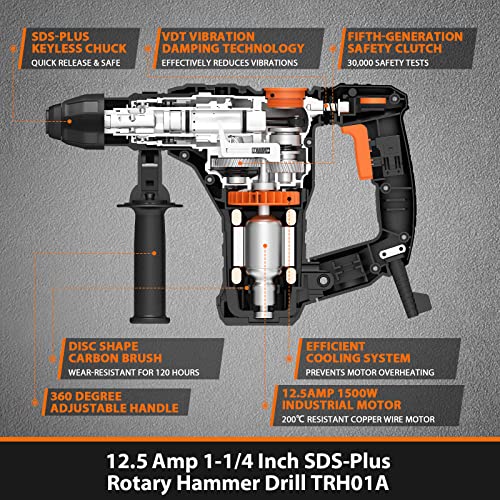 SDS-PLUS
KEYLESS CHUCK
QUICK RELEASE & SAFE
VDT VIBRATION
DAMPING TECHNOLOGY
EFFECTIVELY REDUCES VIBRATIONS
FIFTH-GENERATION
SAFETY CLUTCH
30,000 SAFETY TESTS
DISC SHAPE
CARBON BRUSH
WEAR-RESISTANT FOR 120 HOURS
360 DEGREE
ADJUSTABLE HANDLE
EFFICIENT
COOLING SYSTEM
PREVENTS MOTOR OVERHEATING
12.5AMP 1500W
INDUSTRIAL MOTOR
200℃ RESISTANT COPPER WIRE MOTOR
12.5 Amp 1-1/4 Inch SDS-Plus
Rotary Hammer Drill TRH01A